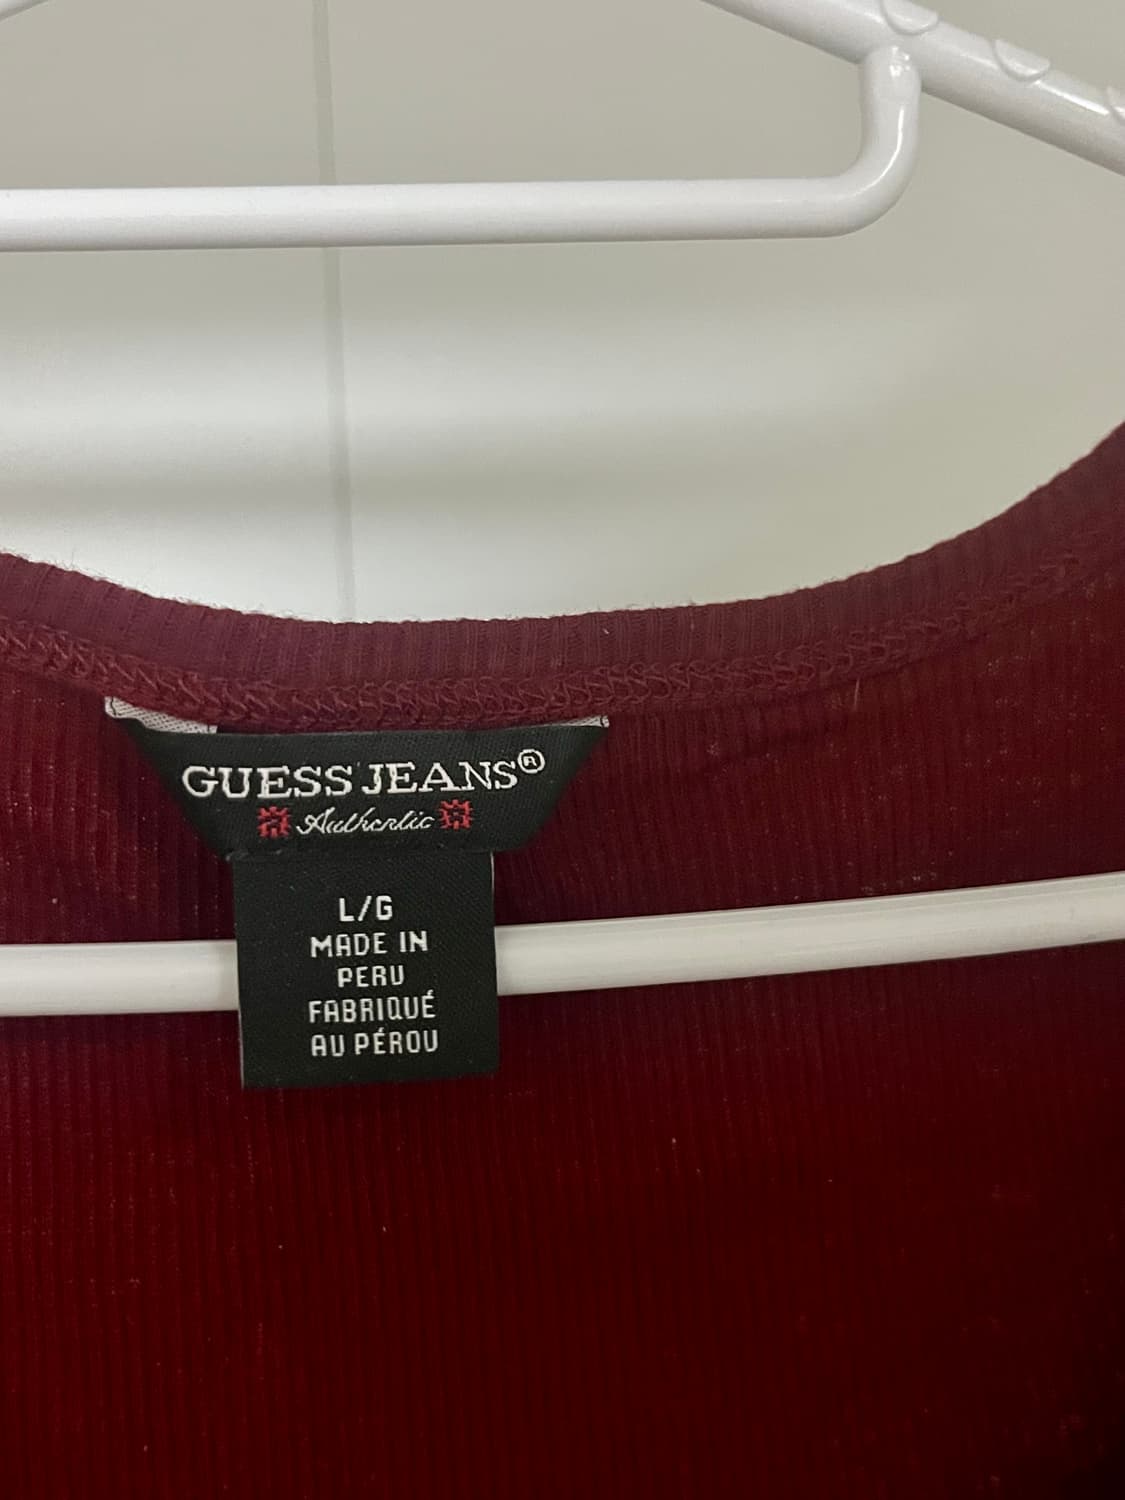 GUESS JEANS®
Authentic
L/G
MADE IN
PERU
FABRIQUÉ
AU PÉROU